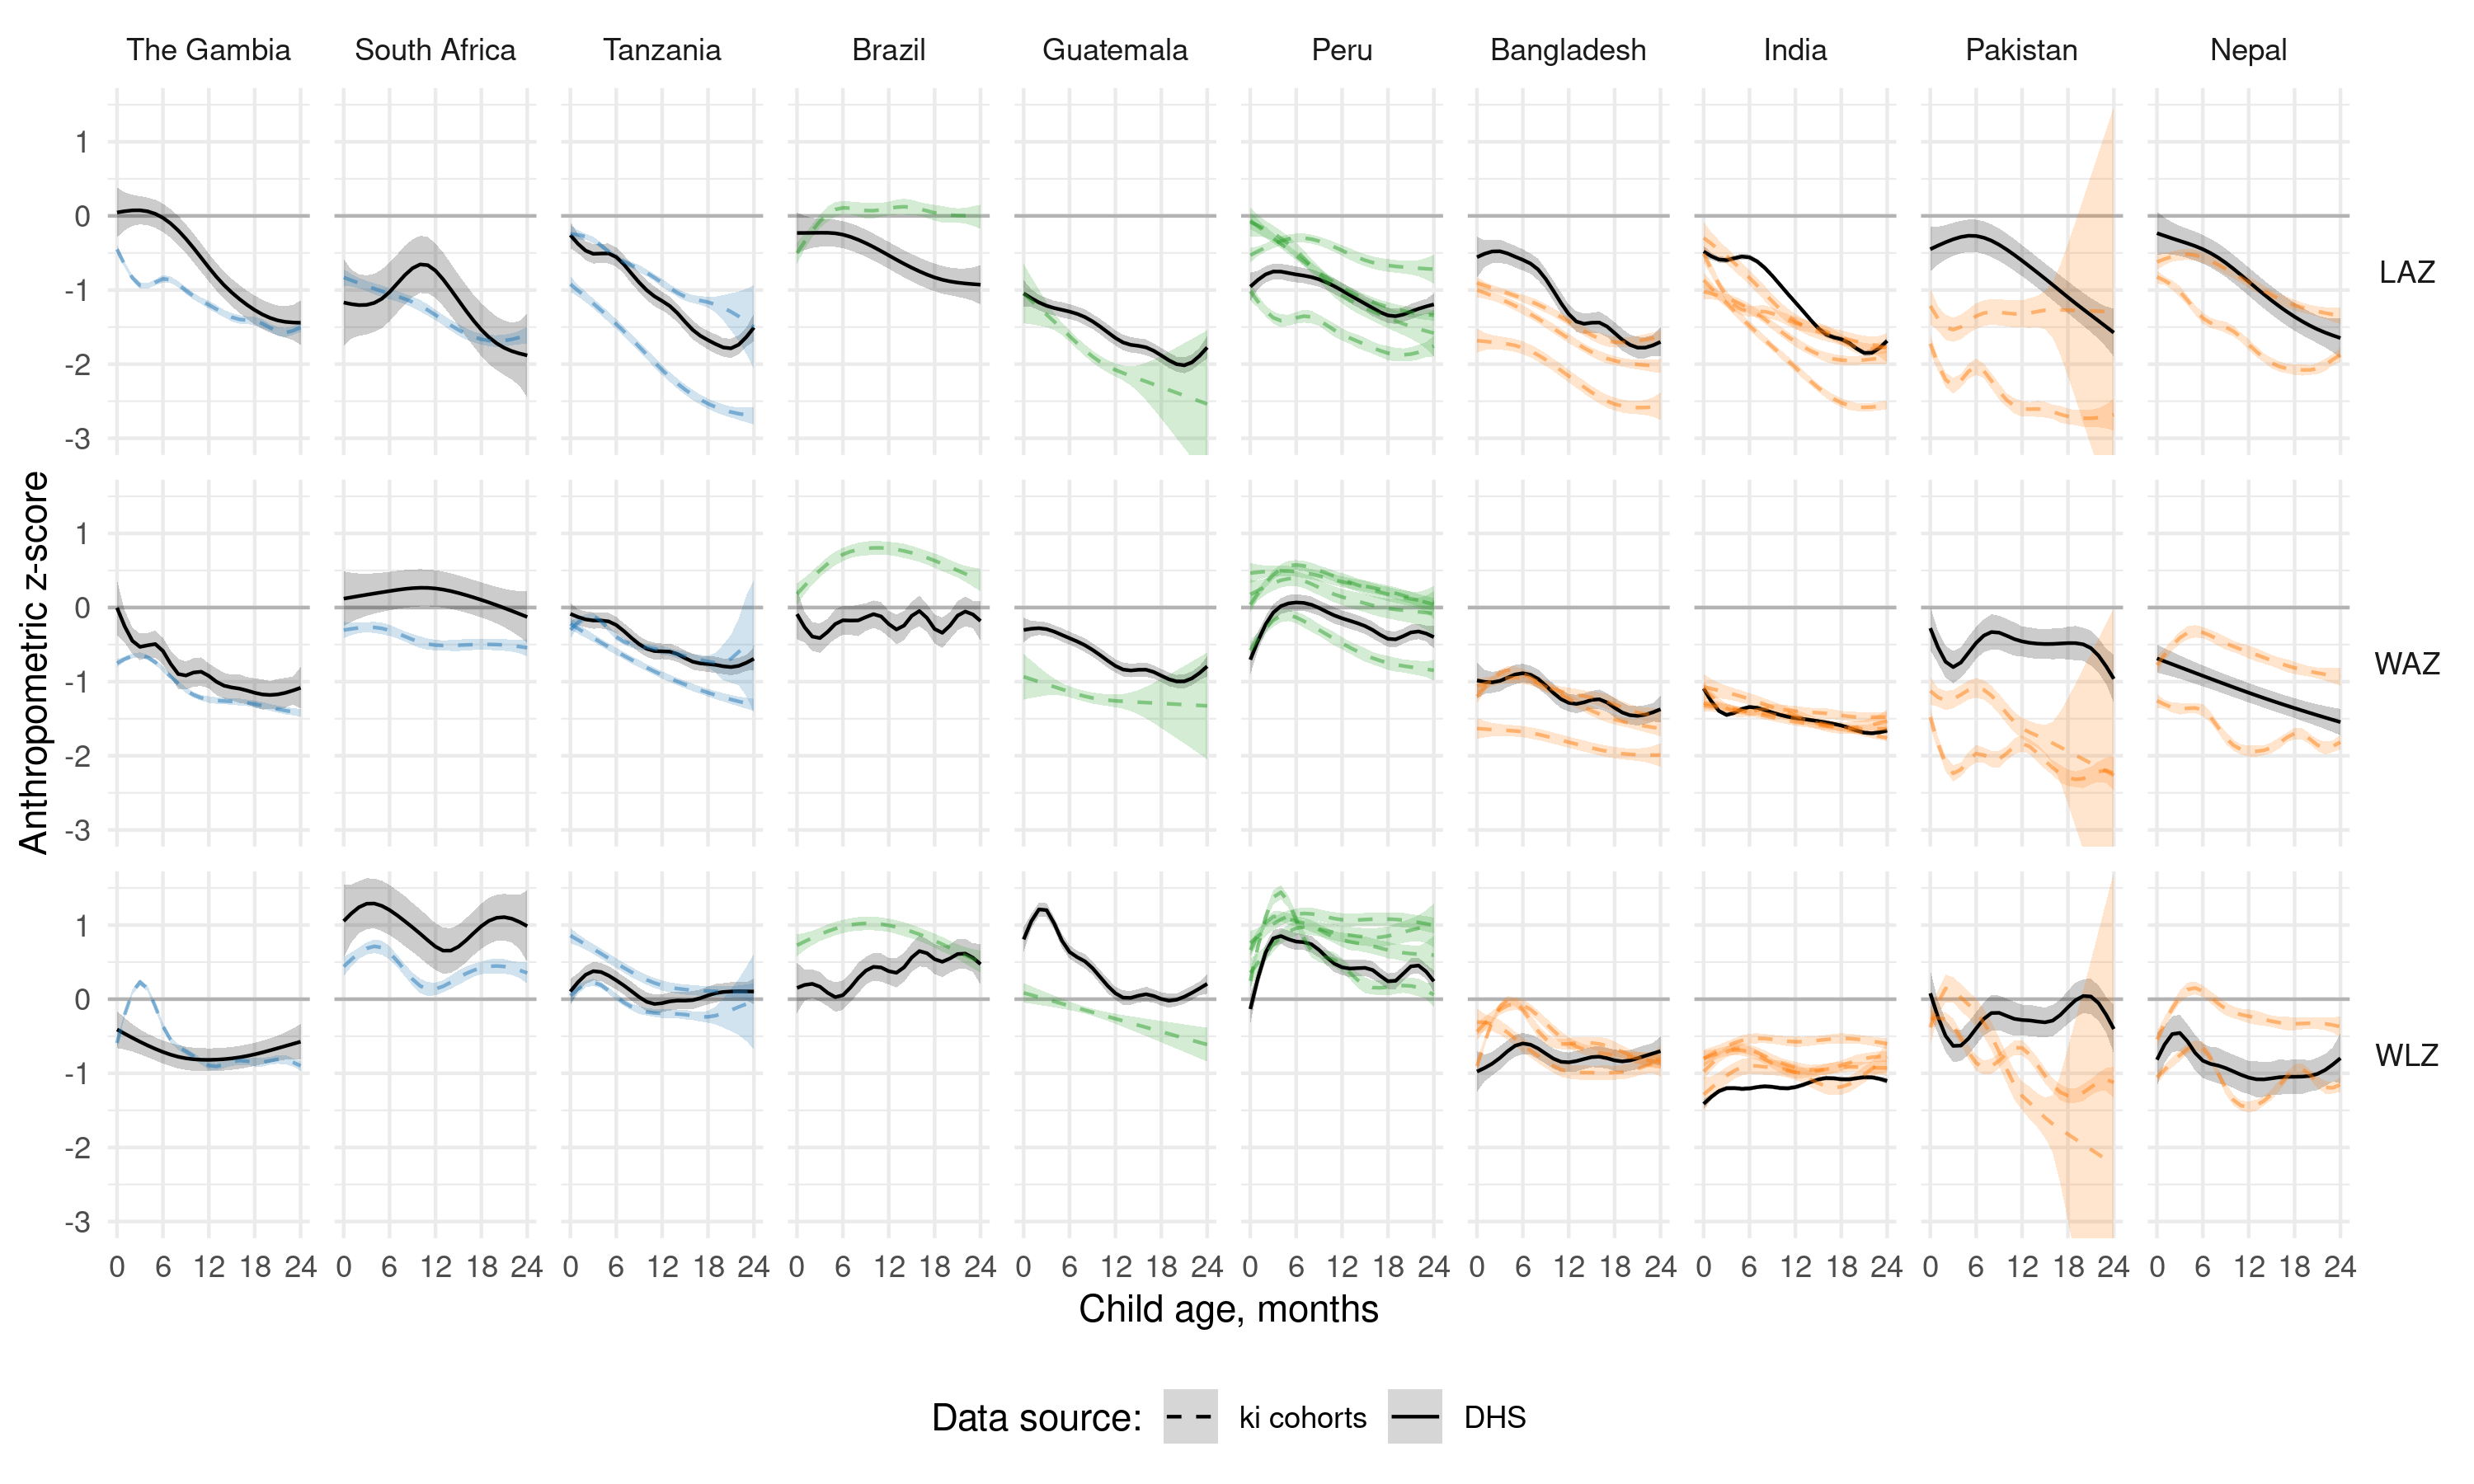 The Gambia South Africa Tanzania Brazil Guatemala Peru Bangladesh India Pakistan Nepal
1
0
-1
-2
-3
LAZ
Anthropometric z-score
1
0
-1
-2
-3
WAZ
1
0
-1
-2
-3
WLZ
0 6 12 18 24 0 6 12 18 24 0 6 12 18 24 0 6 12 18 24 0 6 12 18 24 0 6 12 18 24 0 6 12 18 24 0 6 12 18 24 0 6 12 18 24 0 6 12 18 24
Child age, months
Data source: ki cohorts DHS